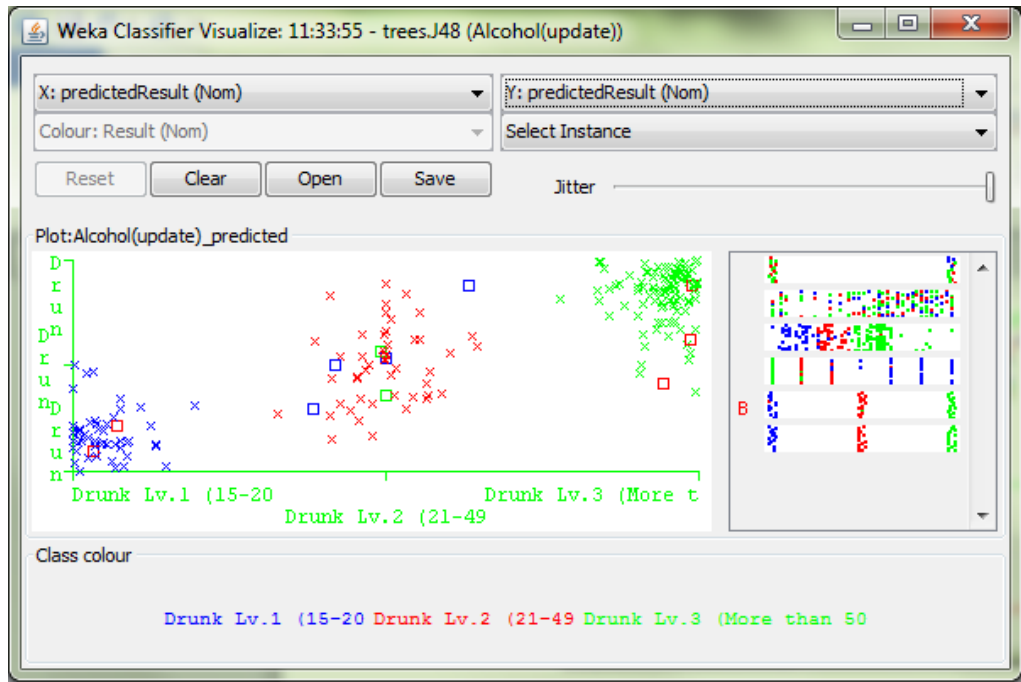 Weka Classifier Visualize: 11:33:55 - trees.J48 (Alcohol(update))
X: predictedResult (Nom)
Y: predictedResult (Nom)
Colour: Result (Nom)
Select Instance
Reset
Clear
Open
Save
Jitter
Plot:Alcohol(update)_predicted
Drun
Drun
Drun
Drunk Lv.1 (15-20
Drunk Lv.2 (21-49
Drunk Lv.3 (More t
B
Class colour
Drunk Lv.1 (15-20 Drunk Lv.2 (21-49 Drunk Lv.3 (More than 50